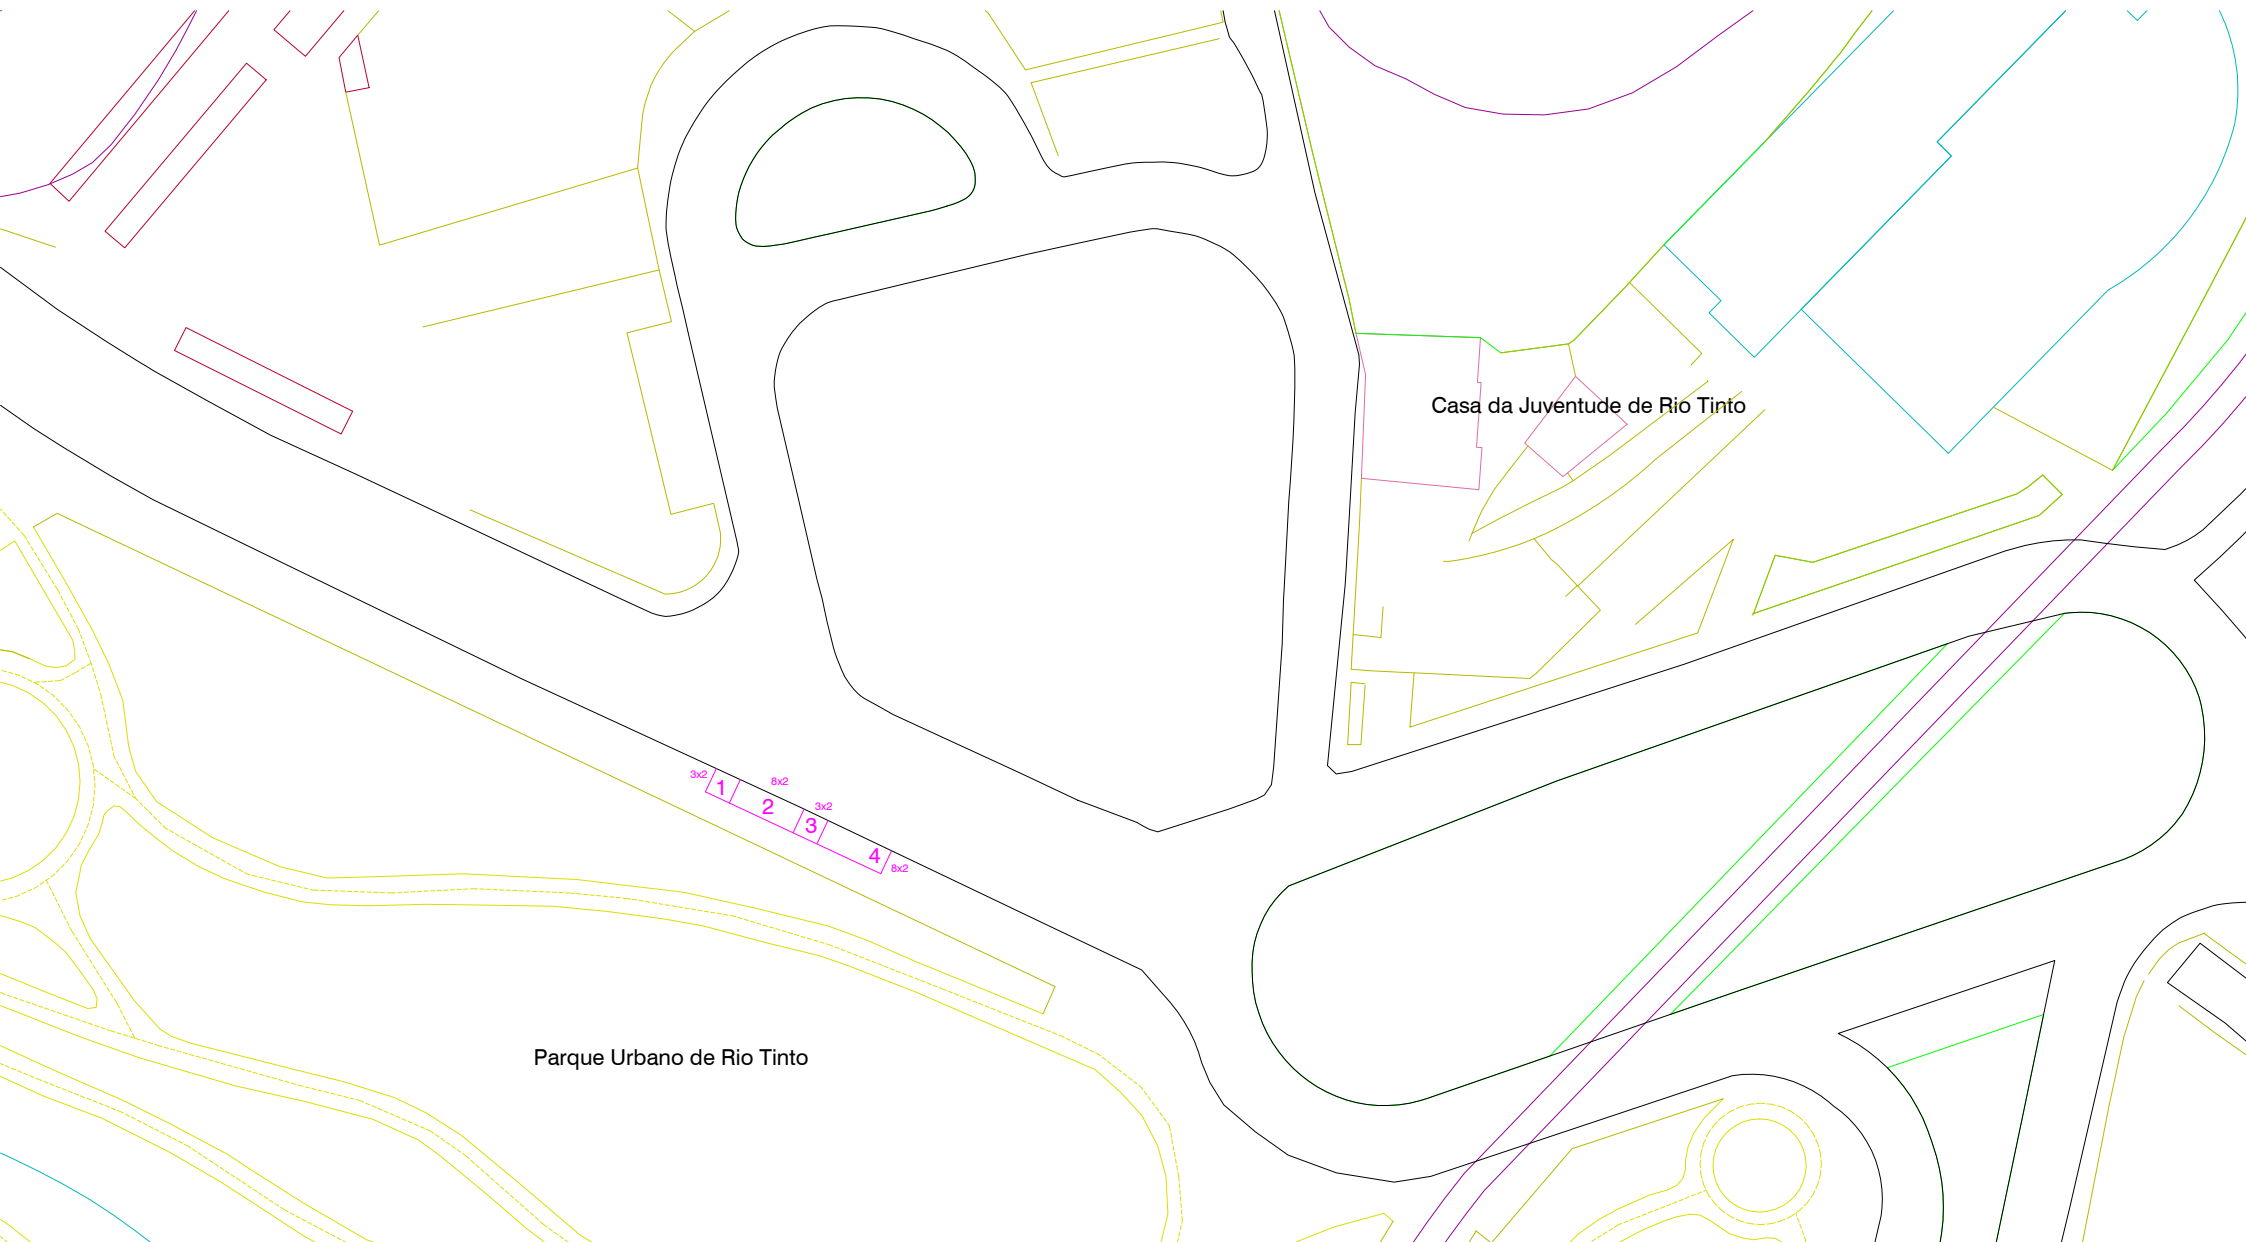 Casa da Juventude de Rio Tinto
3x2
1
8x2
2
3x2
3
4
8x2
Parque Urbano de Rio Tinto